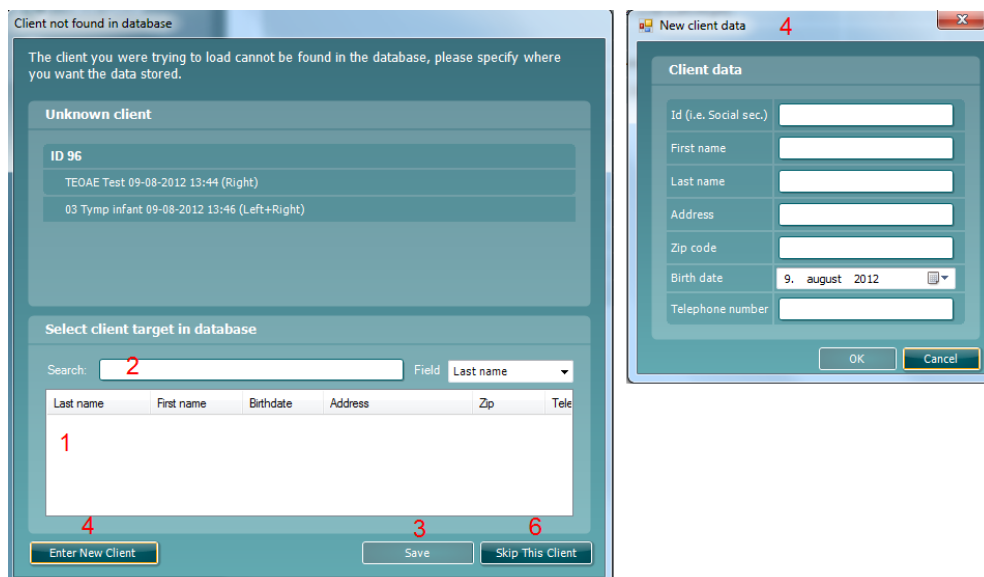 Client not found in database
The client you were trying to load cannot be found in the database, please specify where
you want the data stored.
Unknown client
ID 96
TEOAE Test 09-08-2012 13:44 (Right)
03 Tymp infant 09-08-2012 13:46 (Left+Right)
Select client target in database
Search: 2 Field Last name
Last name First name Birthdate Address Zip Tele
1
4 3 6
Enter New Client Save Skip This Client
New client data 4
Client data
Id (i.e. Social sec.)
First name
Last name
Address
Zip code
Birth date 9. august 2012
Telephone number
OK Cancel